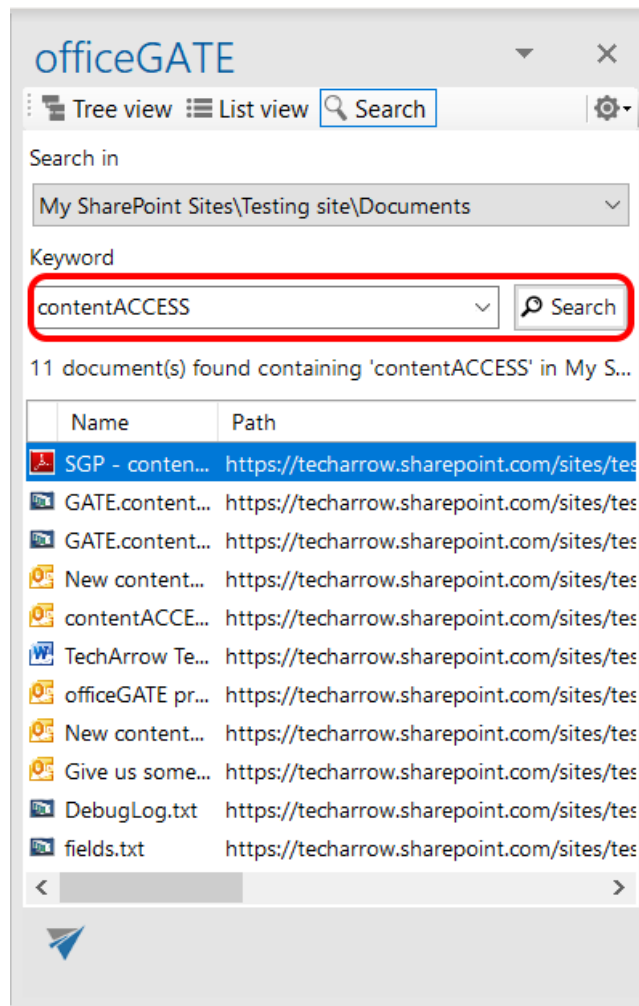 officeGATE
Tree view List view Search
Search in
My SharePoint Sites\Testing site\Documents
Keyword
contentACCESS Search
11 document(s) found containing 'contentACCESS' in My S...
Name Path
SGP - conten... https://techarrow.sharepoint.com/sites/tes
GATE.content... https://techarrow.sharepoint.com/sites/tes
GATE.content... https://techarrow.sharepoint.com/sites/tes
New content... https://techarrow.sharepoint.com/sites/tes
contentACCE... https://techarrow.sharepoint.com/sites/tes
TechArrow Te... https://techarrow.sharepoint.com/sites/tes
officeGATE pr... https://techarrow.sharepoint.com/sites/tes
New content... https://techarrow.sharepoint.com/sites/tes
Give us some... https://techarrow.sharepoint.com/sites/tes
DebugLog.txt https://techarrow.sharepoint.com/sites/tes
fields.txt https://techarrow.sharepoint.com/sites/tes